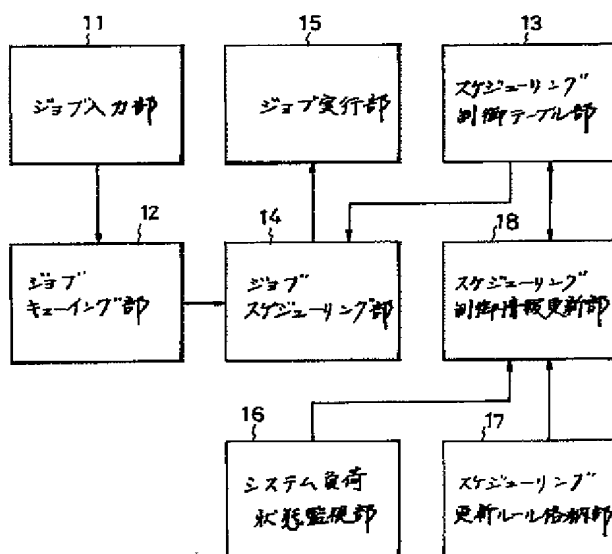 11
ジョブ入力部
15
ジョブ実行部
13
スケジューリング
制御テーブル部
12
ジョブ
キューイング部
14
ジョブ
スケジューリング部
18
スケジューリング
制御情報更新部
16
システム負荷
状態監視部
17
スケジューリング
更新ルール格納部